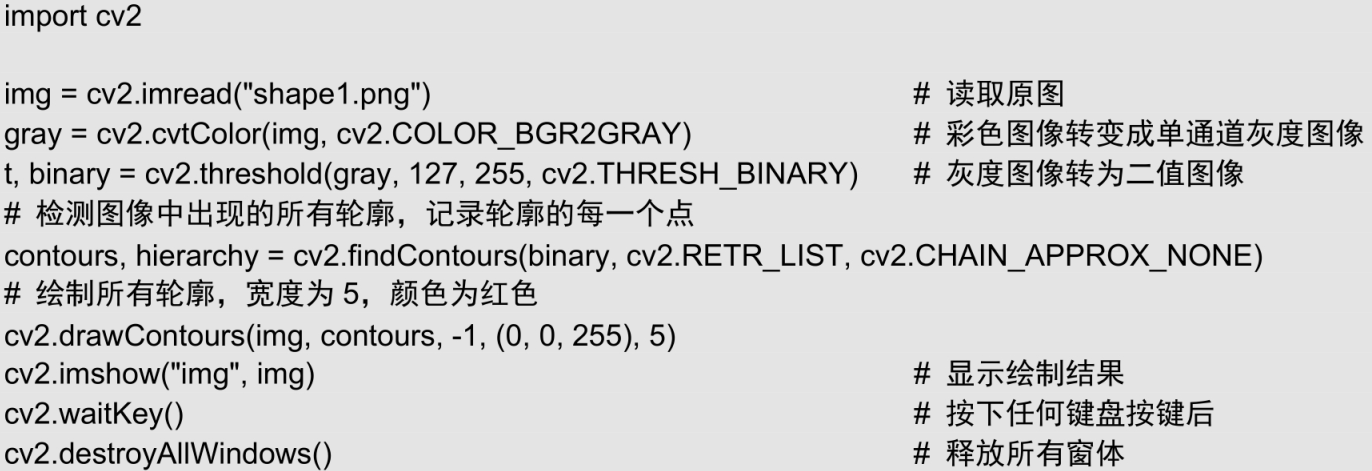 import cv2
img = cv2.imread("shape1.png") # 读取原图
gray = cv2.cvtColor(img, cv2.COLOR_BGR2GRAY) # 彩色图像转变成单通道灰度图像
t, binary = cv2.threshold(gray, 127, 255, cv2.THRESH_BINARY) # 灰度图像转为二值图像
# 检测图像中出现的所有轮廓，记录轮廓的每一个点
contours, hierarchy = cv2.findContours(binary, cv2.RETR_LIST, cv2.CHAIN_APPROX_NONE)
# 绘制所有轮廓，宽度为 5，颜色为红色
cv2.drawContours(img, contours, -1, (0, 0, 255), 5)
cv2.imshow("img", img) # 显示绘制结果
cv2.waitKey() # 按下任何键盘按键后
cv2.destroyAllWindows() # 释放所有窗体